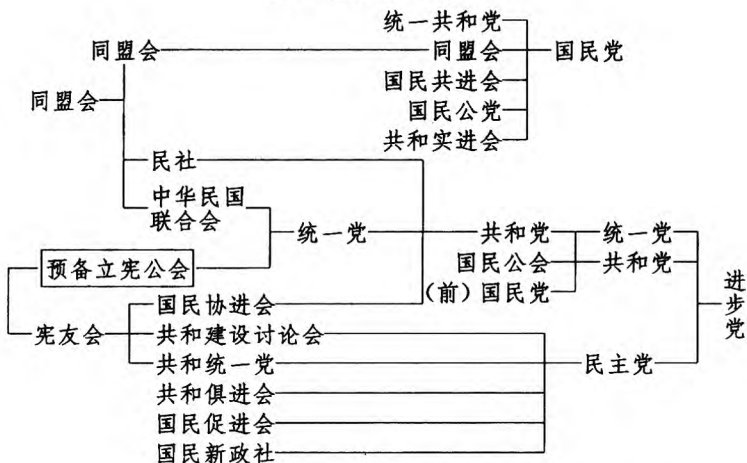 统一共和党
同盟会
同盟会
国民党
国民共进会
同盟会
国民公党
共和实进会
民社
中华民国
联合会
统一党
共和党
统一党
预备立宪公会
国民公会
共和党
(前)国民党
进步党
国民协进会
宪友会
共和建设讨论会
共和统一党
民主党
共和俱进会
国民促进会
国民新政社